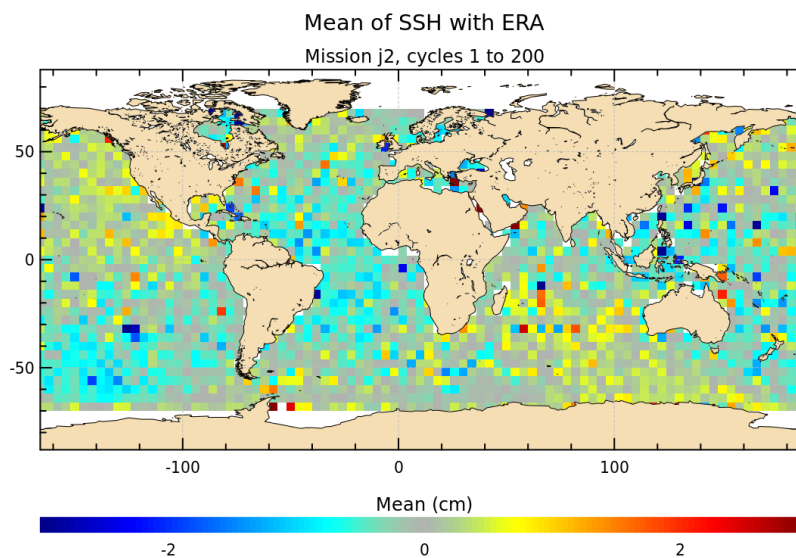 Mean of SSH with ERA
Mission j2, cycles 1 to 200
50
0
-50
-100 0 100
Mean (cm)
-2 0 2